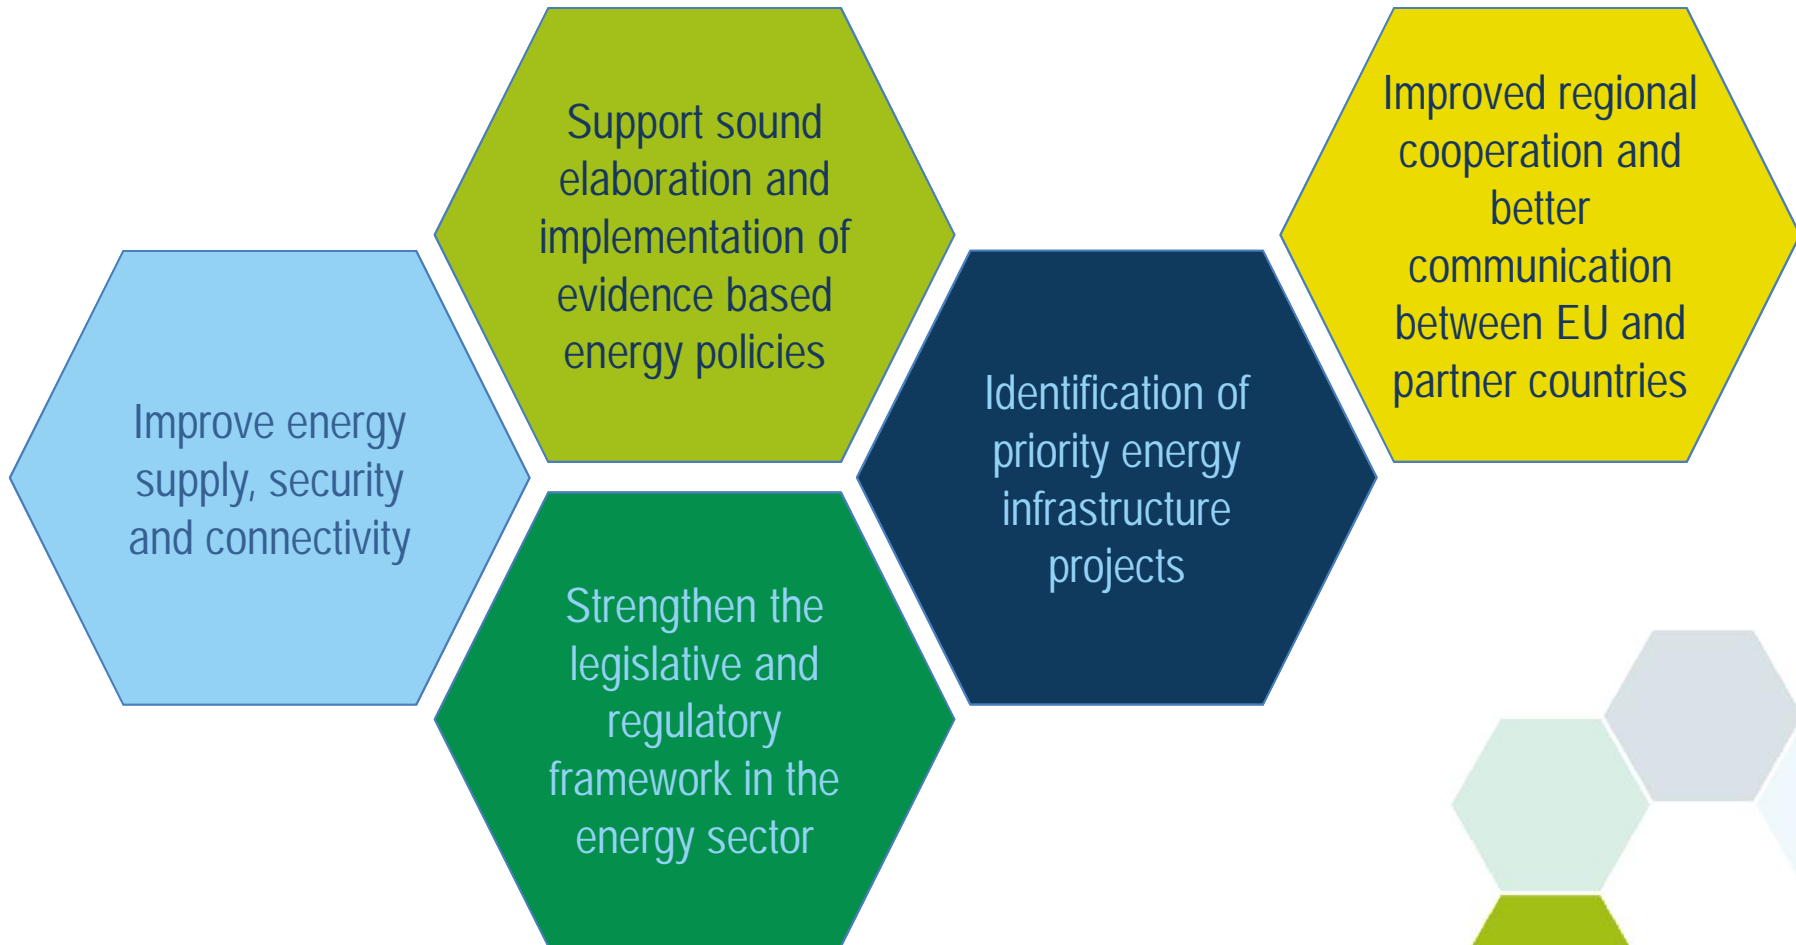 Improve energy
supply, security
and connectivity
Support sound
elaboration and
implementation of
evidence based
energy policies
Strengthen the
legislative and
regulatory
framework in the
energy sector
Identification of
priority energy
infrastructure
projects
Improved regional
cooperation and
better
communication
between EU and
partner countries